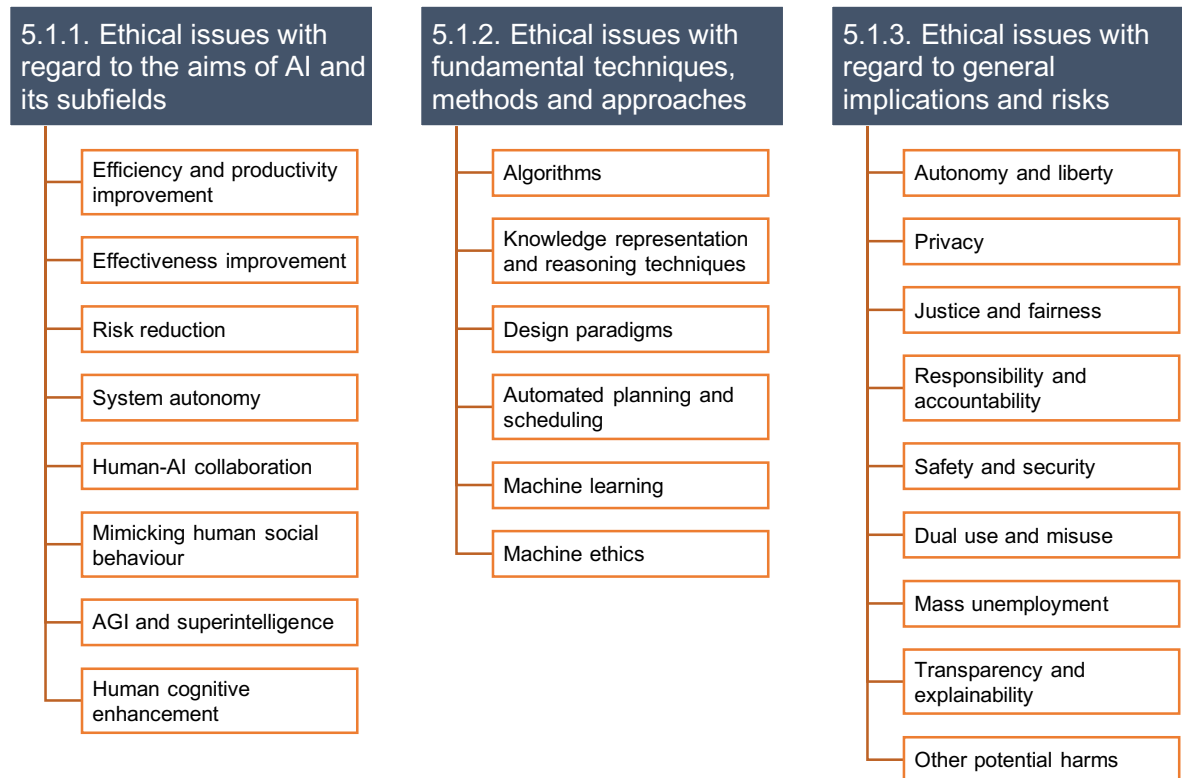 5.1.1. Ethical issues with
regard to the aims of AI and
its subfields
Efficiency and productivity
improvement
Effectiveness improvement
Risk reduction
System autonomy
Human-AI collaboration
Mimicking human social
behaviour
AGI and superintelligence
Human cognitive
enhancement
5.1.2. Ethical issues with
fundamental techniques,
methods and approaches
Algorithms
Knowledge representation
and reasoning techniques
Design paradigms
Automated planning and
scheduling
Machine learning
Machine ethics
5.1.3. Ethical issues with
regard to general
implications and risks
Autonomy and liberty
Privacy
Justice and fairness
Responsibility and
accountability
Safety and security
Dual use and misuse
Mass unemployment
Transparency and
explainability
Other potential harms